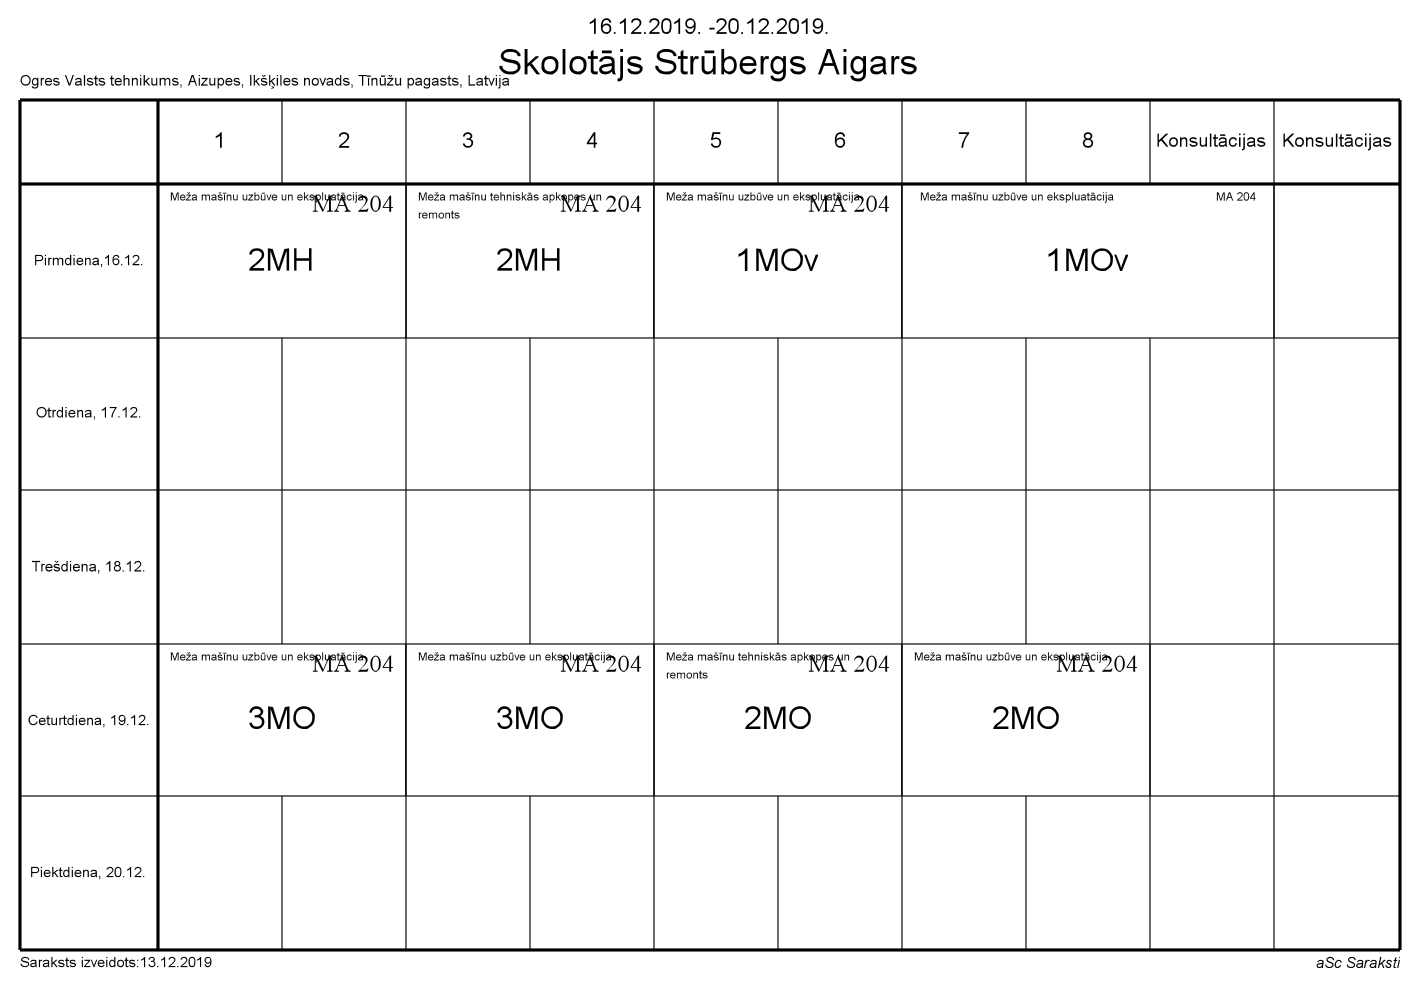 16.12.2019. -20.12.2019.
Skolotājs Strūbergs Aigars
Ogres Valsts tehnikums, Aizupes, Ikšķiles novads, Tīnūžu pagasts, Latvija
1 2 3 4 5 6 7 8 Konsultācijas Konsultācijas
Pirmdiena,16.12.
Meža mašīnu uzbūve un ekspluatācija
MA 204
2MH
Meža mašīnu tehniskās apkopes un
remonts
MA 204
2MH
Meža mašīnu uzbūve un ekspluatācija
MA 204
1MOv
Meža mašīnu uzbūve un ekspluatācija
MA 204
1MOv
Otrdiena, 17.12.
Trešdiena, 18.12.
Ceturtdiena, 19.12.
Meža mašīnu uzbūve un ekspluatācija
MA 204
3MO
Meža mašīnu uzbūve un ekspluatācija
MA 204
3MO
Meža mašīnu tehniskās apkopes un
remonts
MA 204
2MO
Meža mašīnu uzbūve un ekspluatācija
MA 204
2MO
Piektdiena, 20.12.
Saraksts izveidots:13.12.2019
aSc Saraksti